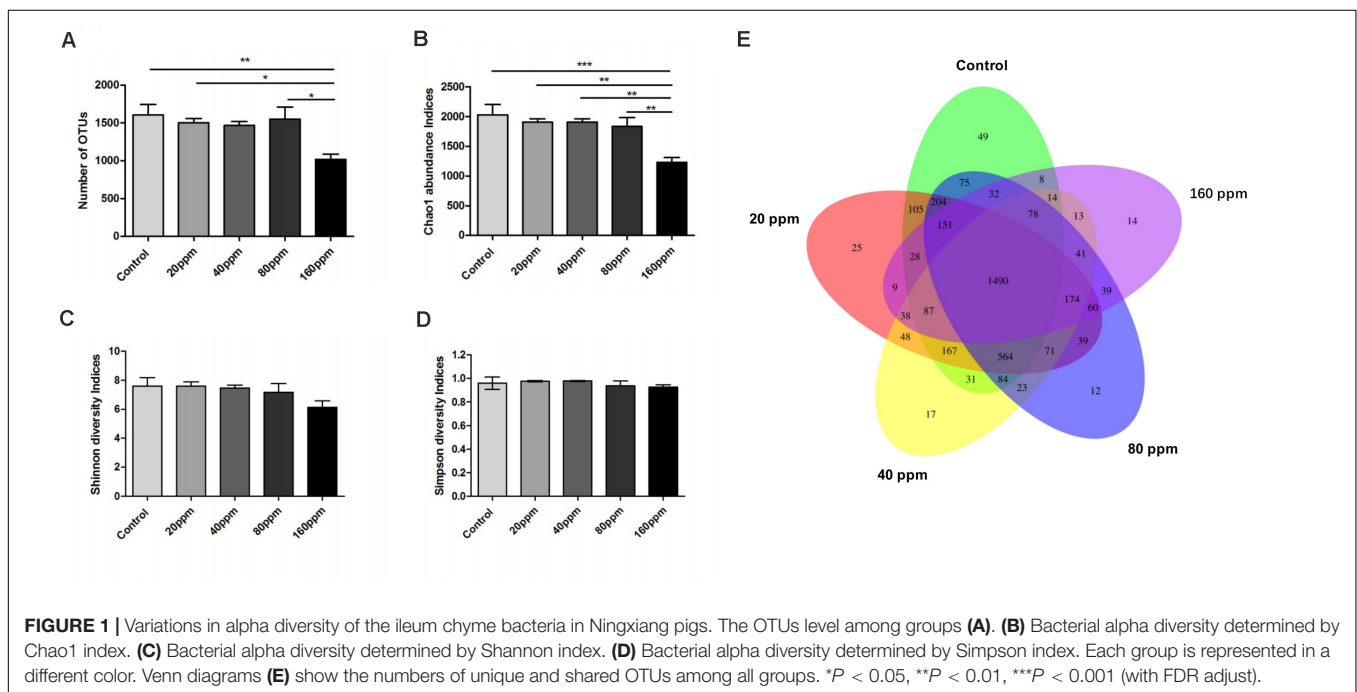 A
**
*
*
2000
1500
1000
500
0
Number of OTUs
Control
20ppm
40ppm
80ppm
160ppm
B
***
**
**
**
2500
2000
1500
1000
500
0
Chao1 abundance Indices
Control
20ppm
40ppm
80ppm
160ppm
C
10
8
6
4
2
0
Shinnon diversity Indices
Control
20ppm
40ppm
80ppm
160ppm
D
1.2
1.0
0.8
0.6
0.4
0.2
0.0
Simpson diversity Indices
Control
20ppm
40ppm
80ppm
160ppm
E
Control
160 ppm
20 ppm
40 ppm
80 ppm
49
75
32
8
14
105
204
151
78
13
14
25
28
41
9
1490
39
174
60
38
87
48
39
167
564
71
31
84
23
17
12
FIGURE 1 | Variations in alpha diversity of the ileum chyme bacteria in Ningxiang pigs. The OTUs level among groups (A). (B) Bacterial alpha diversity determined by
Chao1 index. (C) Bacterial alpha diversity determined by Shannon index. (D) Bacterial alpha diversity determined by Simpson index. Each group is represented in a
different color. Venn diagrams (E) show the numbers of unique and shared OTUs among all groups. *P < 0.05, **P < 0.01, ***P < 0.001 (with FDR adjust).